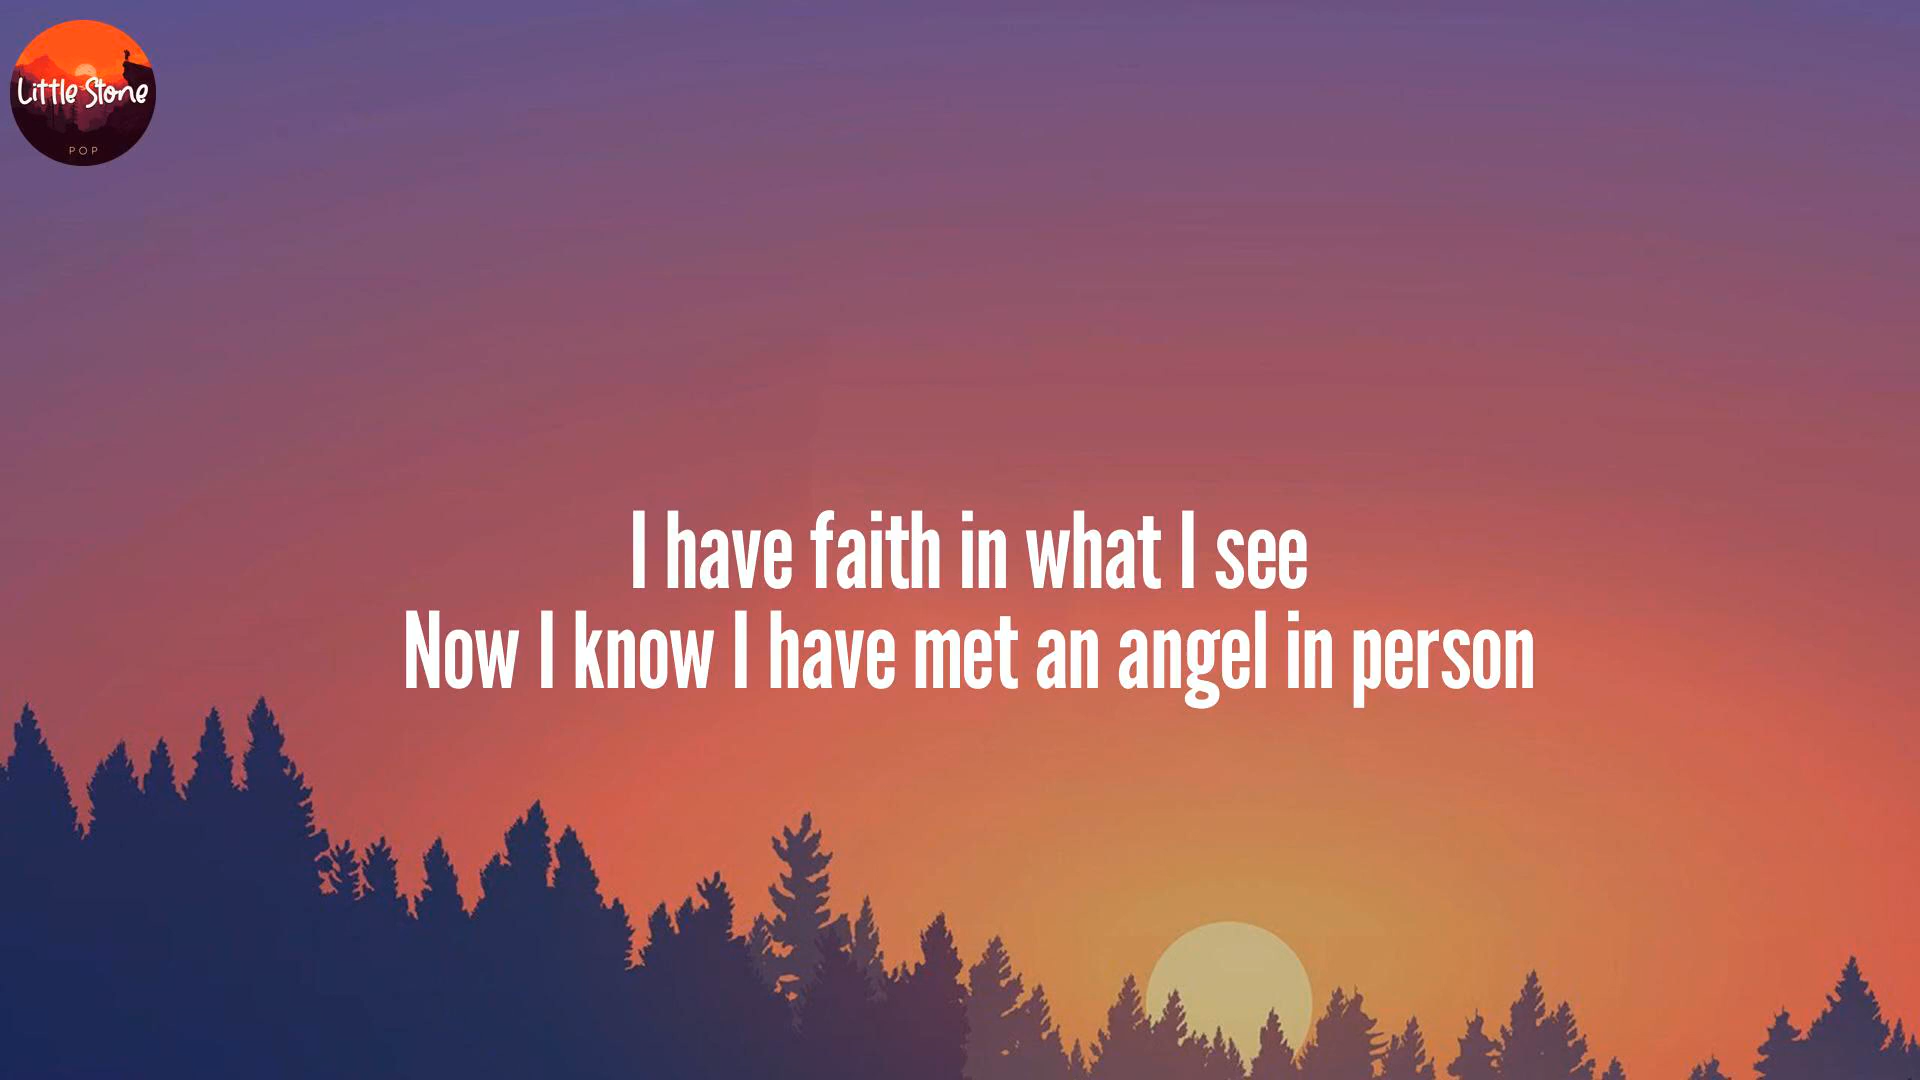 Little Stone
POP
I have faith in what I see
Now I know I have met an angel in person